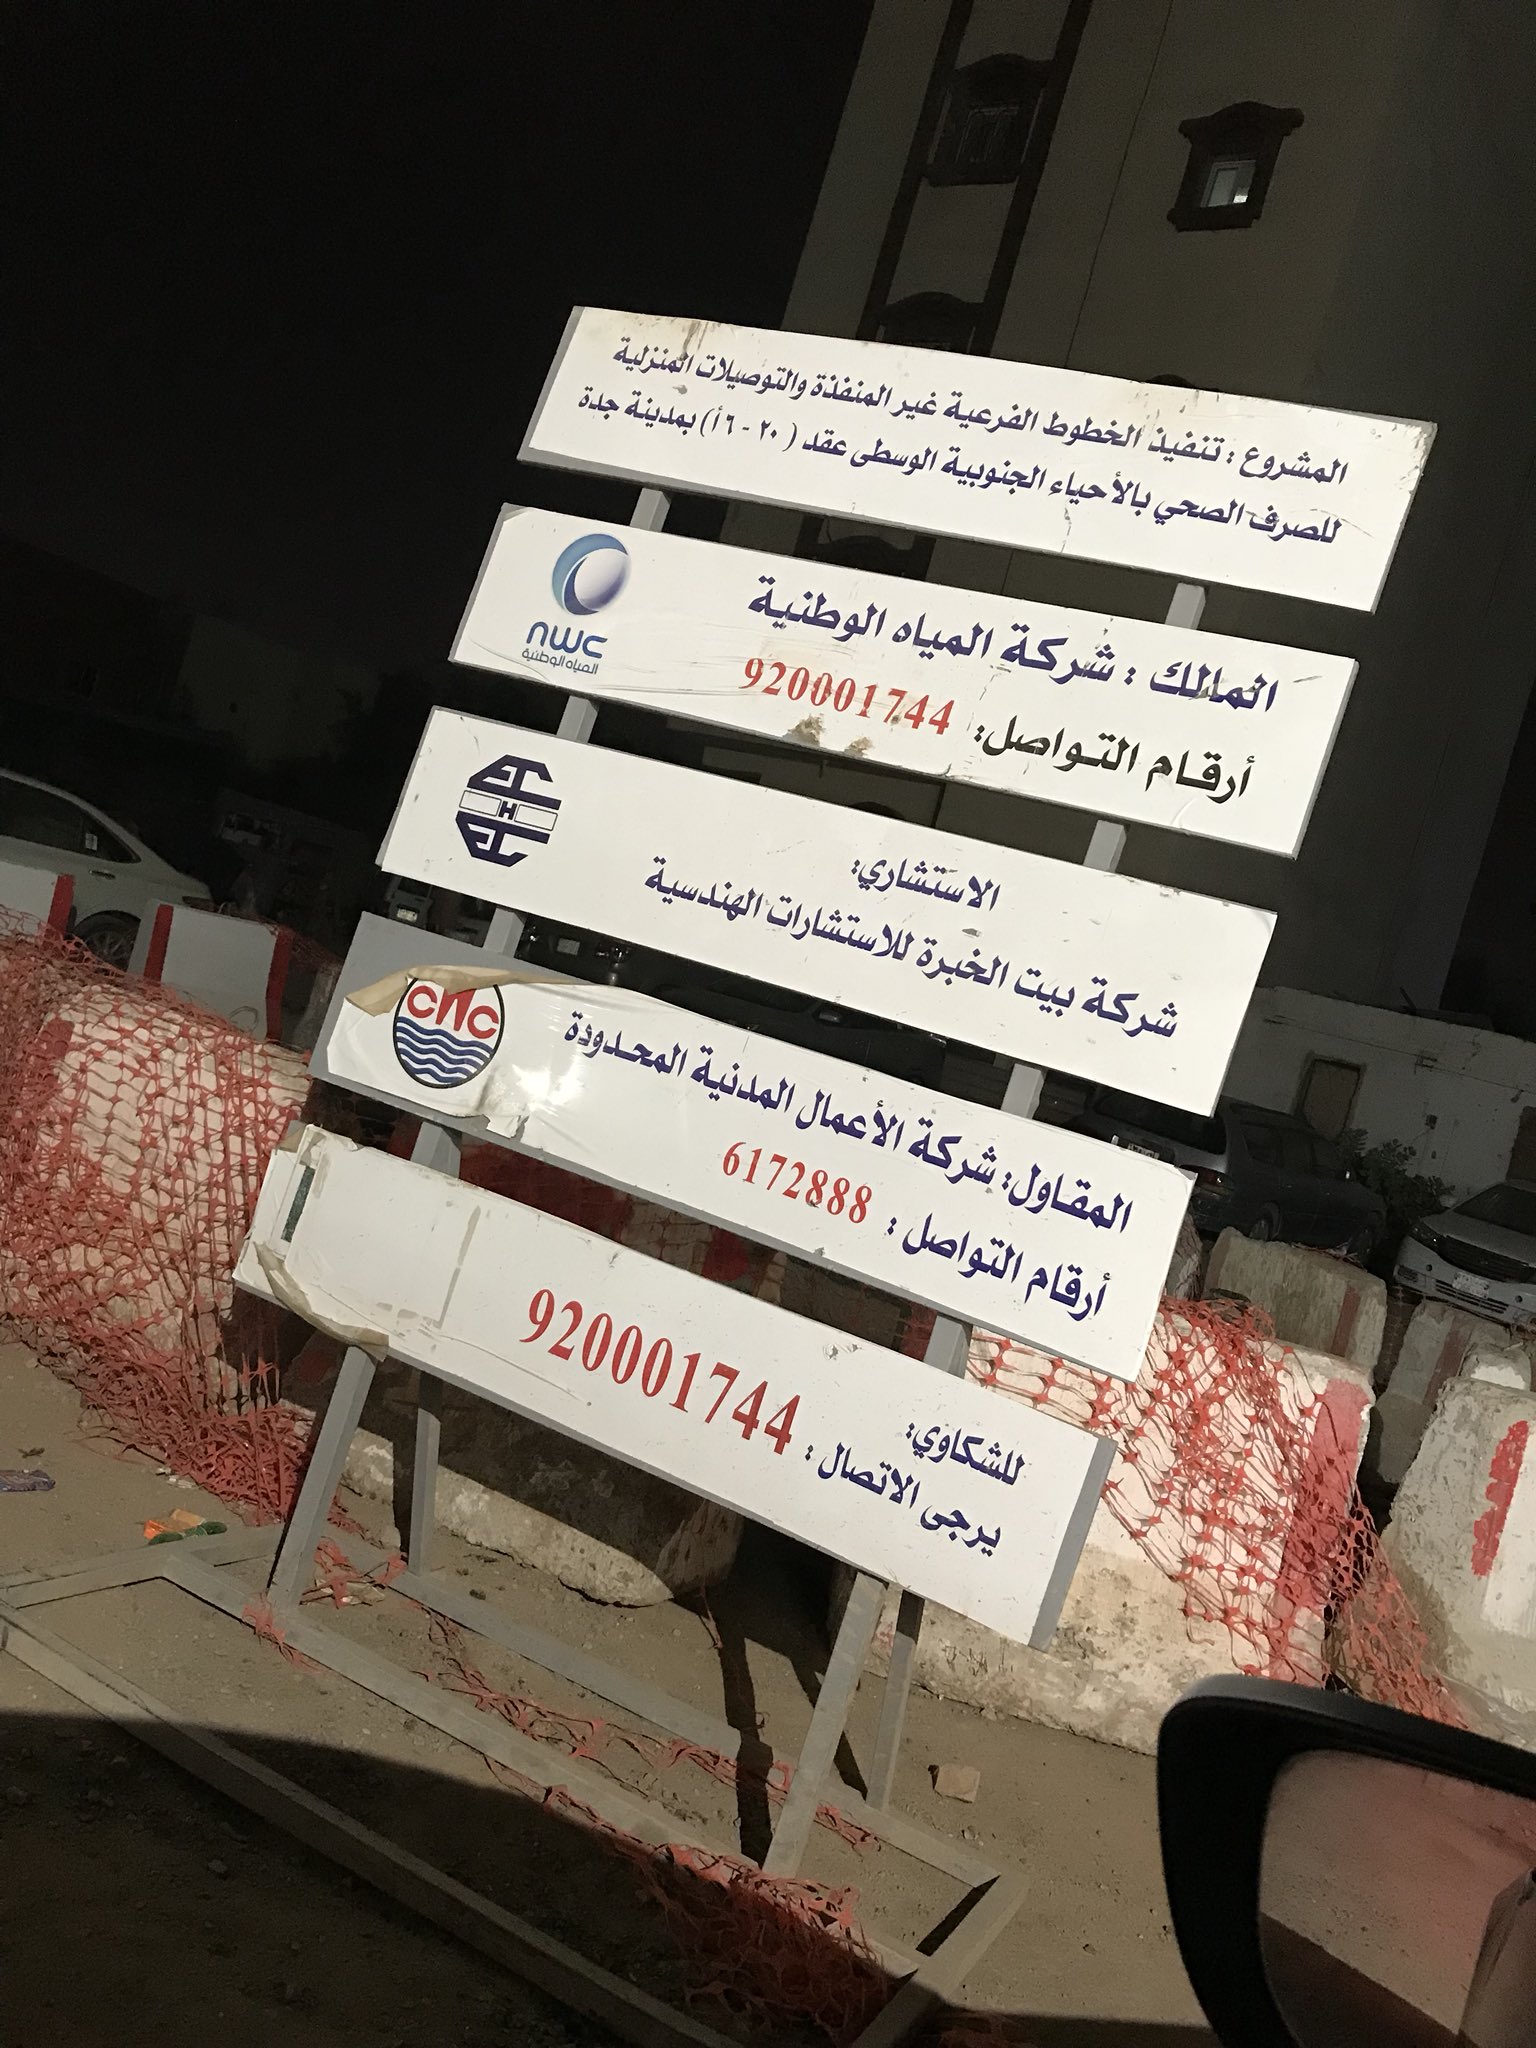 المشروع : تنفيذ الخطوط الفرعية غير المنفذة والتوصيلات المنزلية
للصرف الصحي بالأحياء الجنوبية الوسطى عقد ( ٢٠ - ٦أ) بمدينة جدة
المالك : شركة المياه الوطنية
أرقام التواصل: 920001744
nwc
المياه الوطنية
الاستشاري:
شركة بيت الخبرة للاستشارات الهندسية
H
المقاول: شركة الأعمال المدنية المحدودة
أرقام التواصل : 6172888
CNC
للشكاوي:
يرجى الاتصال : 920001744